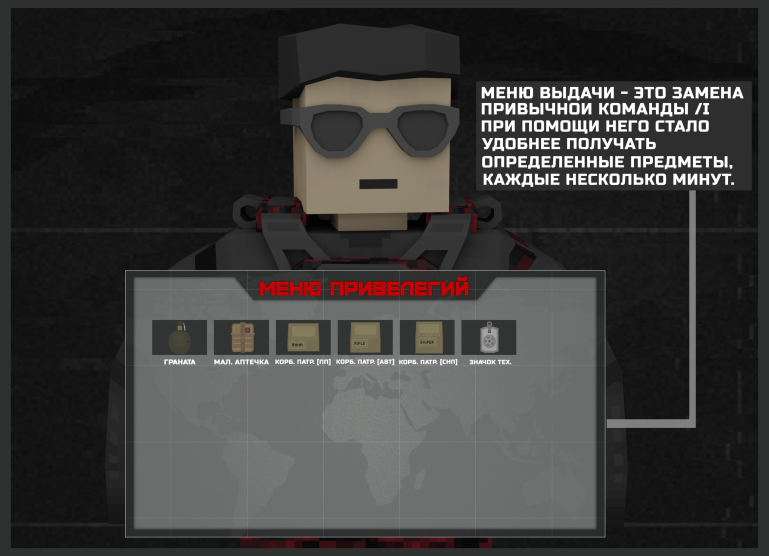 МЕНЮ ВЫДАЧИ - ЭТО ЗАМЕНА
ПРИВЫЧНОЙ КОМАНДЫ /I
ПРИ ПОМОЩИ НЕГО СТАЛО
УДОБНЕЕ ПОЛУЧАТЬ
ОПРЕДЕЛЕННЫЕ ПРЕДМЕТЫ,
КАЖДЫЕ НЕСКОЛЬКО МИНУТ.
МЕНЮ ПРИВЕЛЕГИЙ
ГРАНАТА
МАЛ. АПТЕЧКА
КОРБ. ПАТР. [ПП]
КОРБ. ПАТР. [АВТ]
КОРБ. ПАТР. [СНП]
ЗНАЧОК ТЕХ.